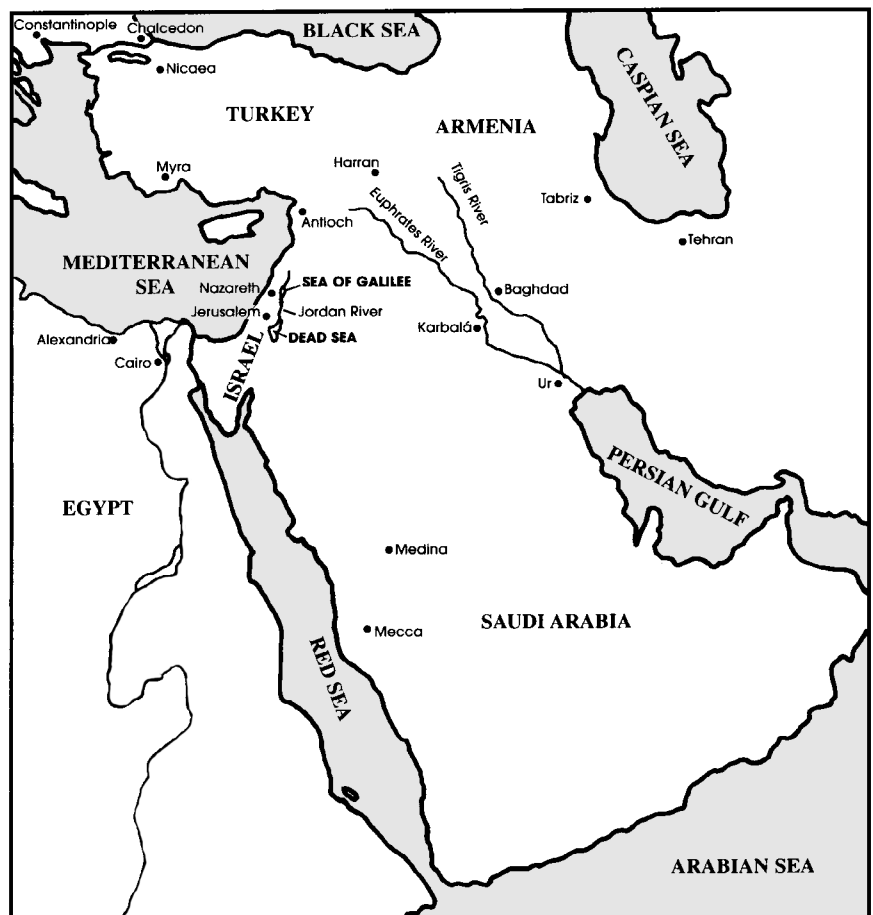 Constantinople
Chalcedon
BLACK SEA
Nicaea
CASPIAN SEA
TURKEY
ARMENIA
Myra
Harran
Tigris River
Euphrates River
Tabriz
Antioch
Tehran
MEDITERRANEAN
SEA
Nazareth
SEA OF GALILEE
Baghdad
Jerusalem
Jordan River
Alexandria
DEAD SEA
Karbalá
Cairo
ISRAEL
Ur
PERSIAN GULF
EGYPT
Medina
Mecca
SAUDI ARABIA
RED SEA
ARABIAN SEA